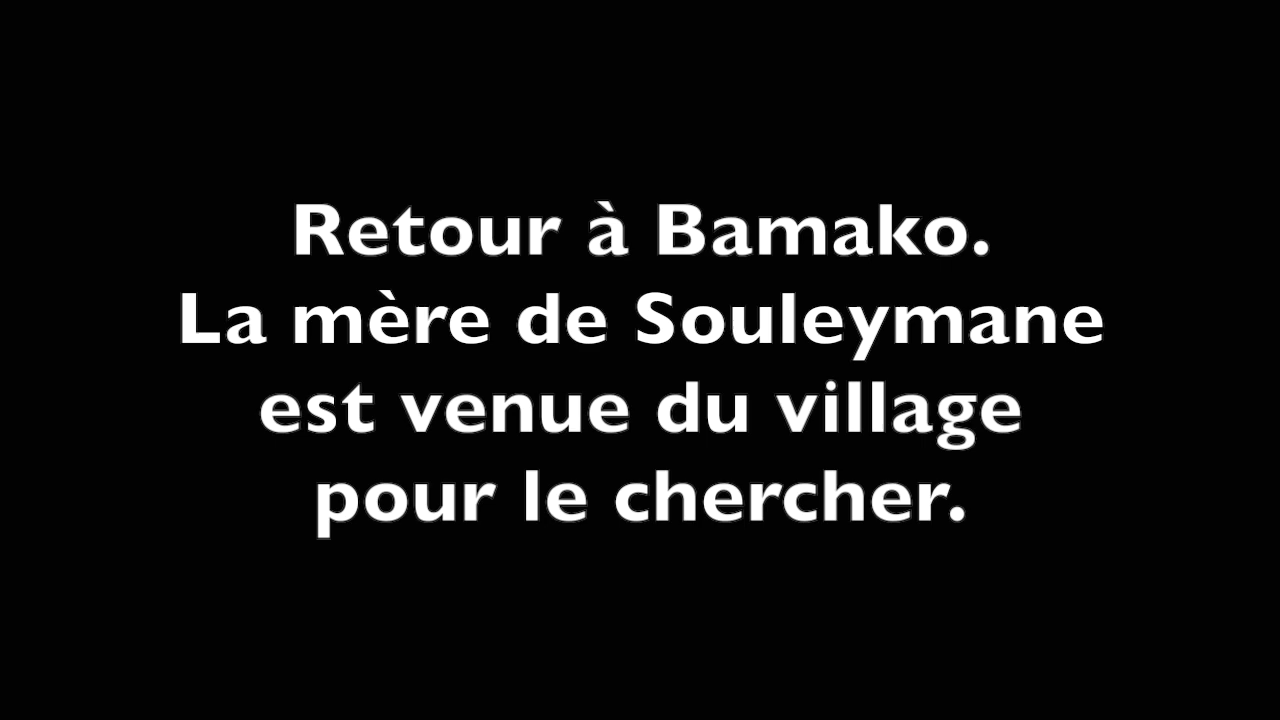 Retour à Bamako.
La mère de Souleymane
est venue du village
pour le chercher.